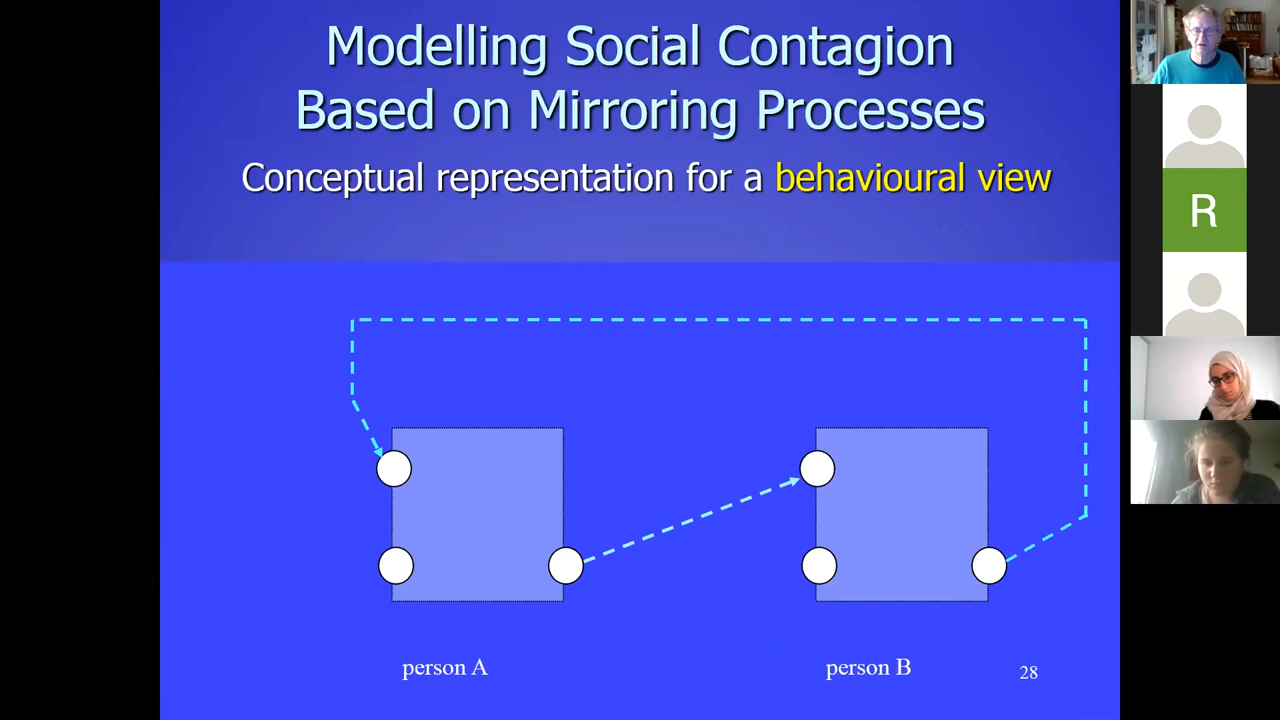 Modelling Social Contagion
Based on Mirroring Processes
Conceptual representation for a behavioural view
R
person A
person B
28